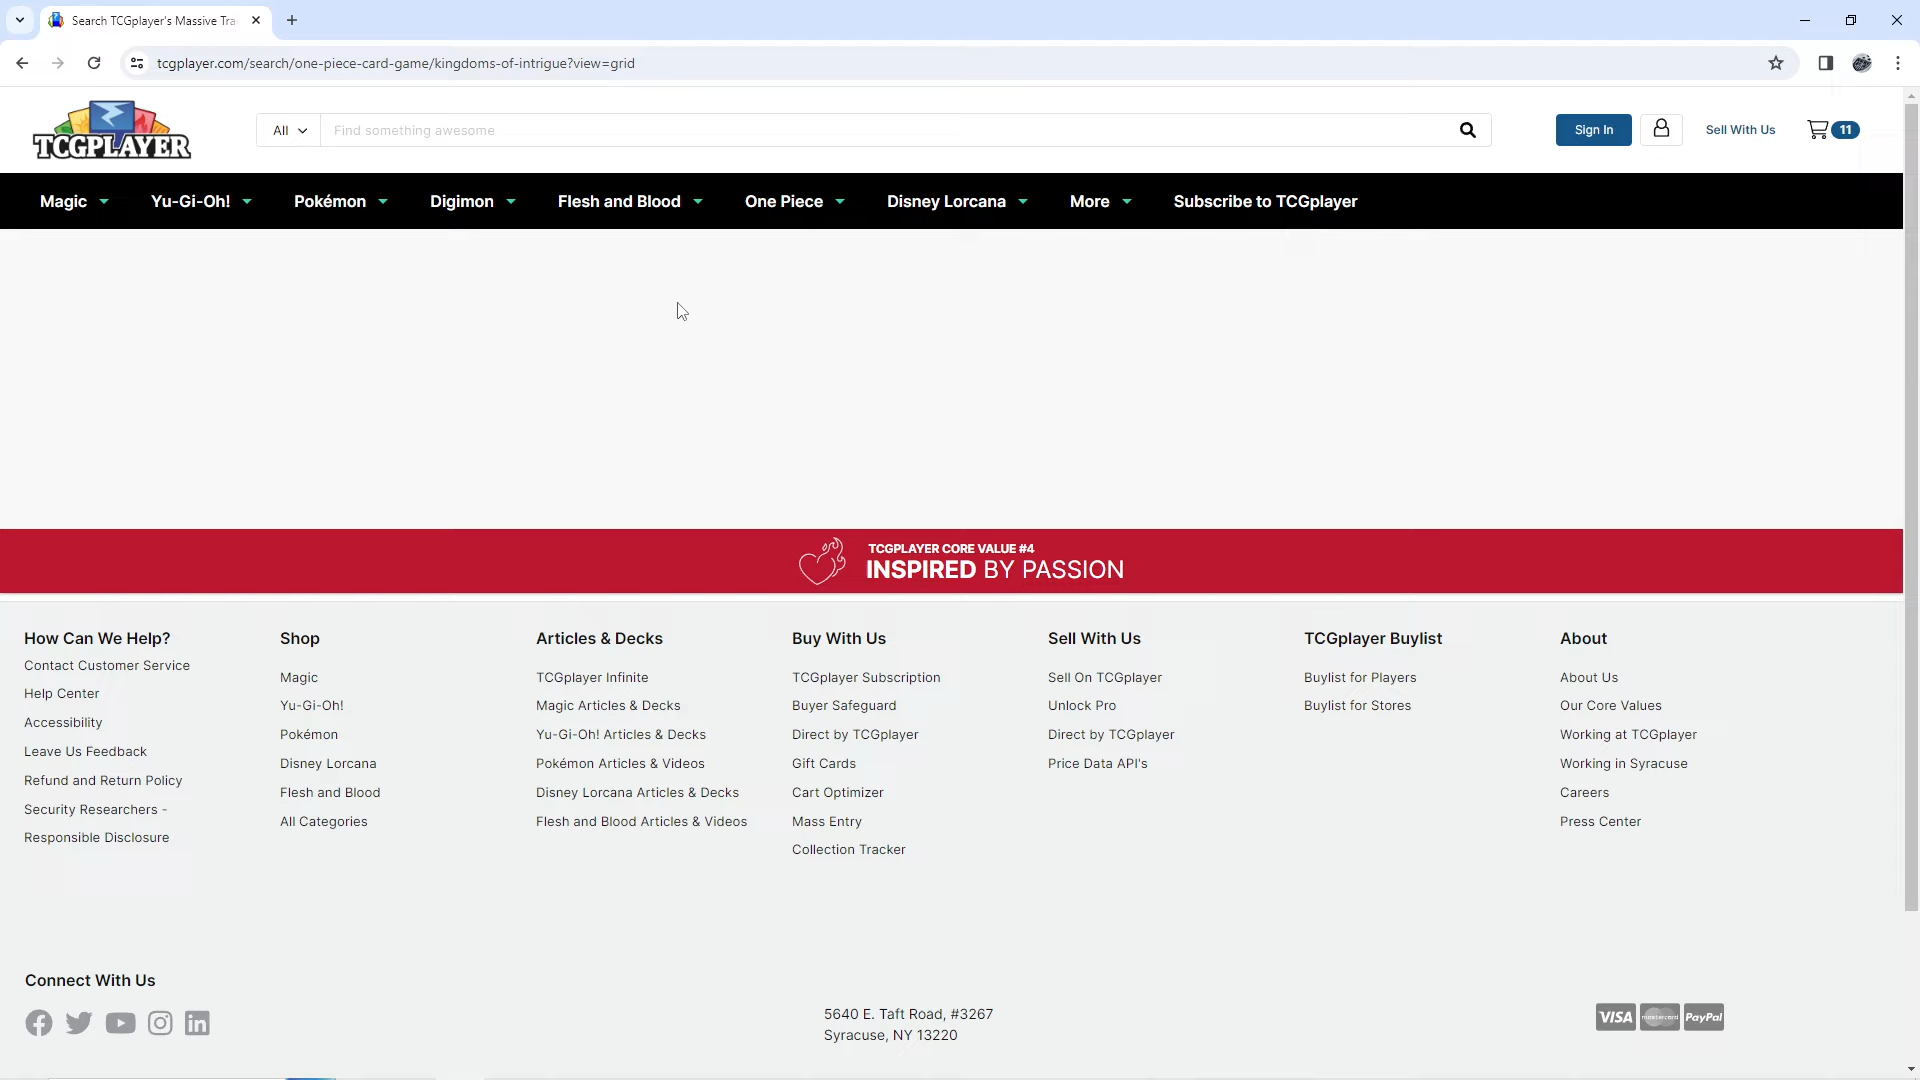 Search TCGplayer's Massive Tra
tcgplayer.com/search/one-piece-card-game/kingdoms-of-intrigue?view=grid
TCGPLAYER
All
Find something awesome
Sign In
Sell With Us
11
Magic
Yu-Gi-Oh!
Pokémon
Digimon
Flesh and Blood
One Piece
Disney Lorcana
More
Subscribe to TCGplayer
TCGPLAYER CORE VALUE #4
INSPIRED BY PASSION
How Can We Help?
Contact Customer Service
Help Center
Accessibility
Leave Us Feedback
Refund and Return Policy
Security Researchers -
Responsible Disclosure
Shop
Magic
Yu-Gi-Oh!
Pokémon
Disney Lorcana
Flesh and Blood
All Categories
Articles & Decks
TCGplayer Infinite
Magic Articles & Decks
Yu-Gi-Oh! Articles & Decks
Pokémon Articles & Videos
Disney Lorcana Articles & Decks
Flesh and Blood Articles & Videos
Buy With Us
TCGplayer Subscription
Buyer Safeguard
Direct by TCGplayer
Gift Cards
Cart Optimizer
Mass Entry
Collection Tracker
Sell With Us
Sell On TCGplayer
Unlock Pro
Direct by TCGplayer
Price Data API's
TCGplayer Buylist
Buylist for Players
Buylist for Stores
About
About Us
Our Core Values
Working at TCGplayer
Working in Syracuse
Careers
Press Center
Connect With Us
5640 E. Taft Road, #3267
Syracuse, NY 13220
VISA
mastercard
PayPal